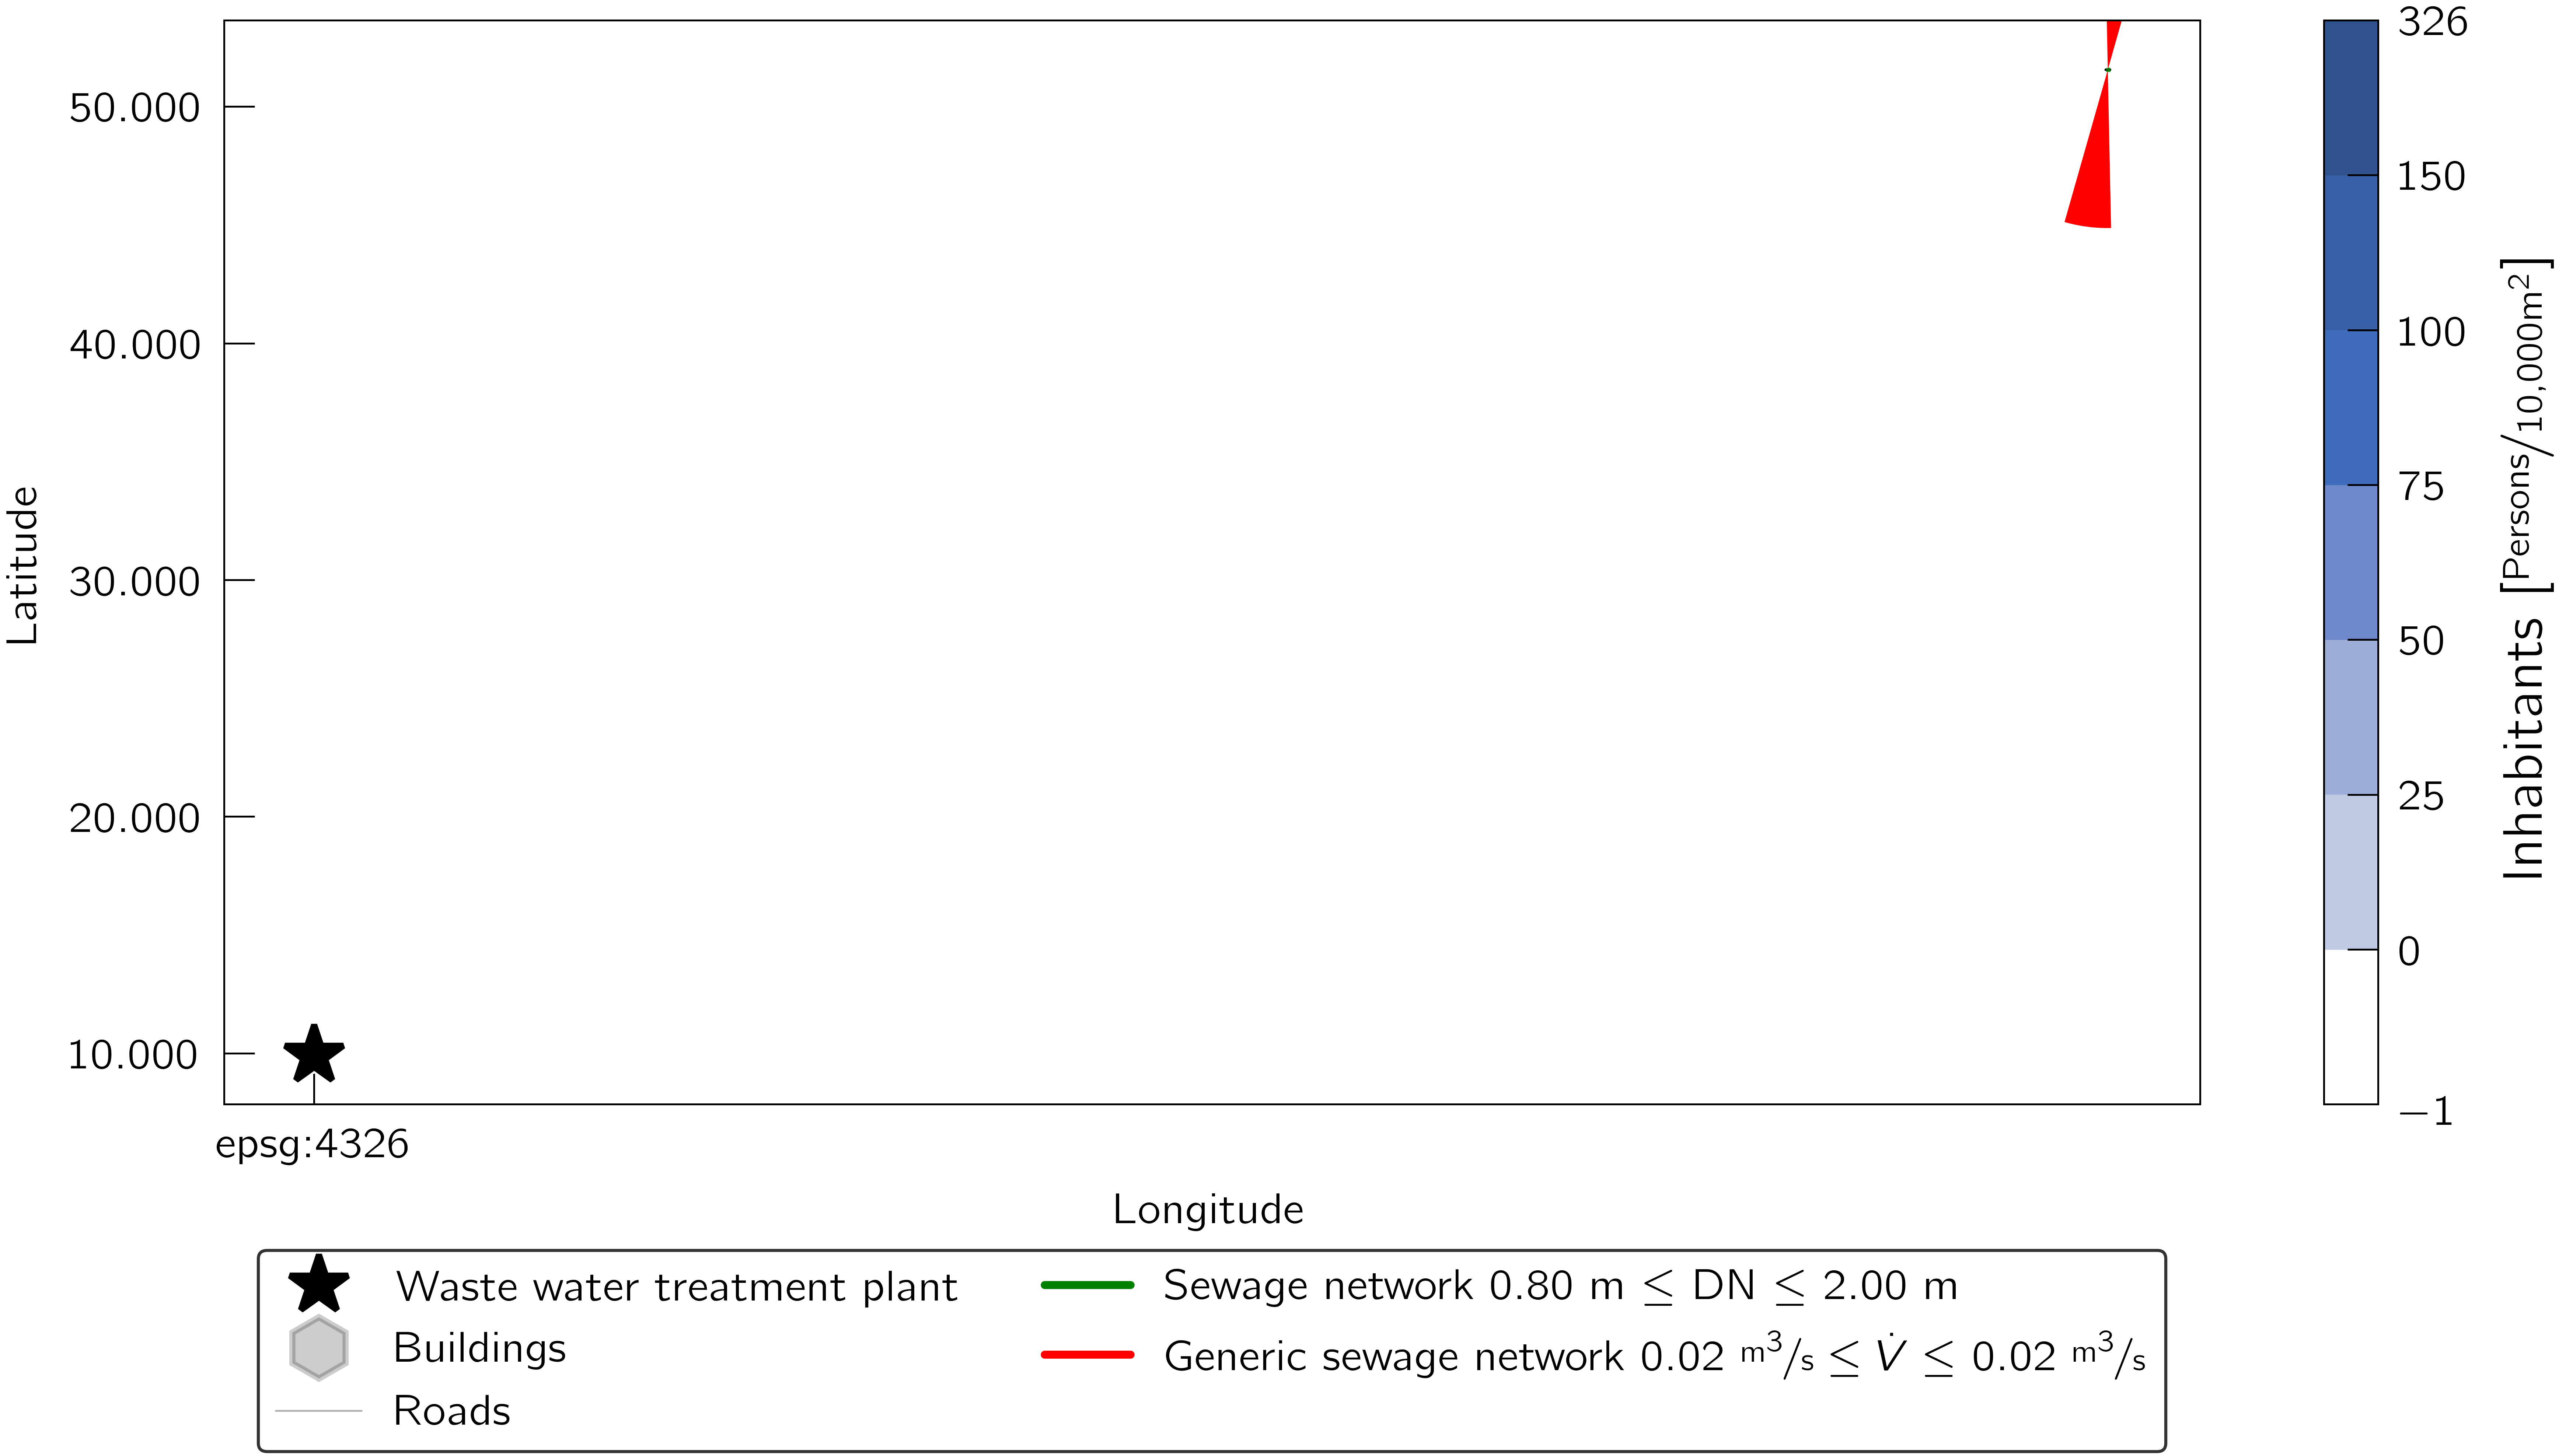 326
50.000
150
40.000
100
75
30.000
50
20.000
25
0
10.000
−1
Latitude
Inhabitants [Persons/10,000m²]
epsg:4326
Longitude
Waste water treatment plant
Buildings
Roads
Sewage network 0.80 m ≤ DN ≤ 2.00 m
Generic sewage network 0.02 m³/s ≤ V̇ ≤ 0.02 m³/s